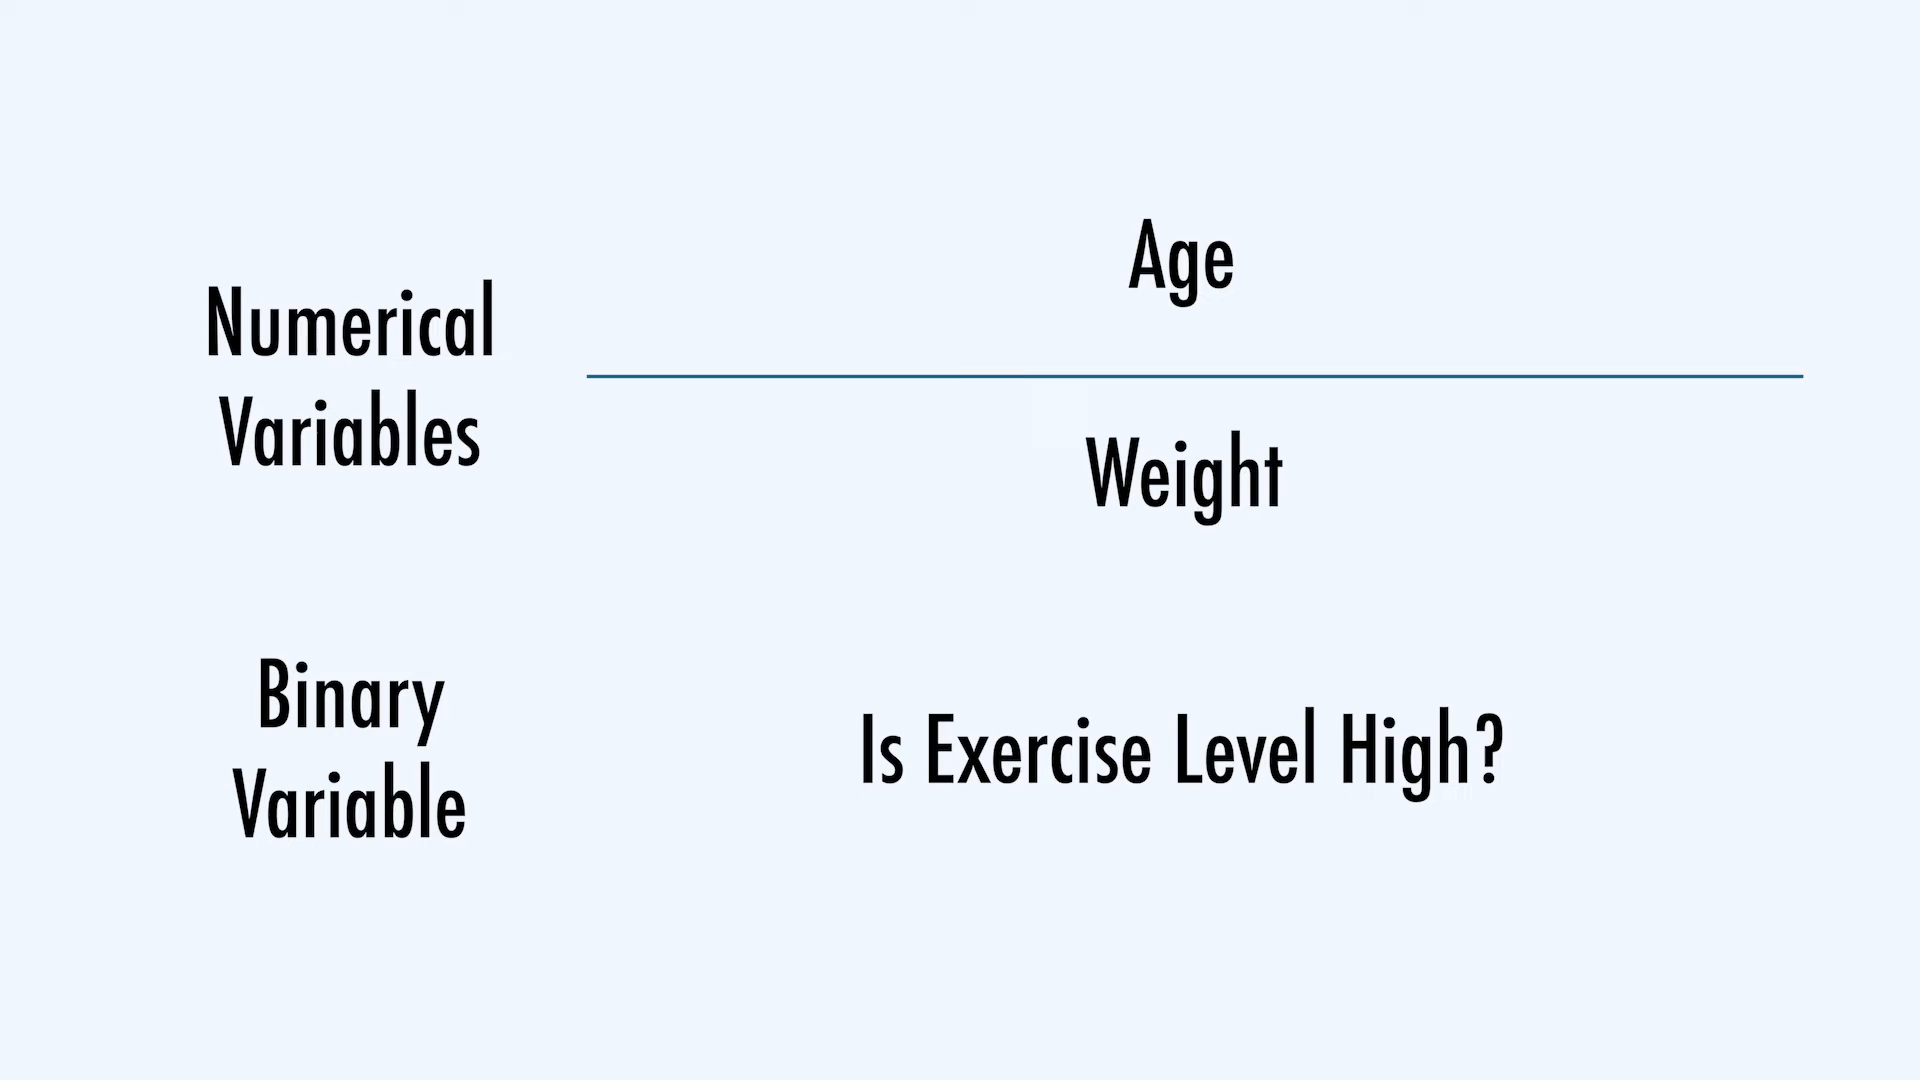 Numerical
Variables
Age
Weight
Binary
Variable
Is Exercise Level High?